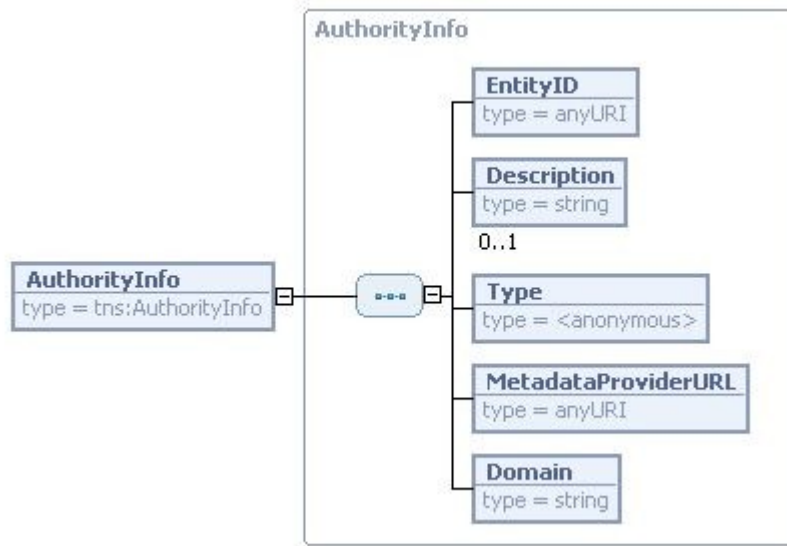 AuthorityInfo
EntityID
type = anyURI
Description
type = string
0..1
AuthorityInfo
type = tns:AuthorityInfo
Type
type = <anonymous>
MetadataProviderURL
type = anyURI
Domain
type = string